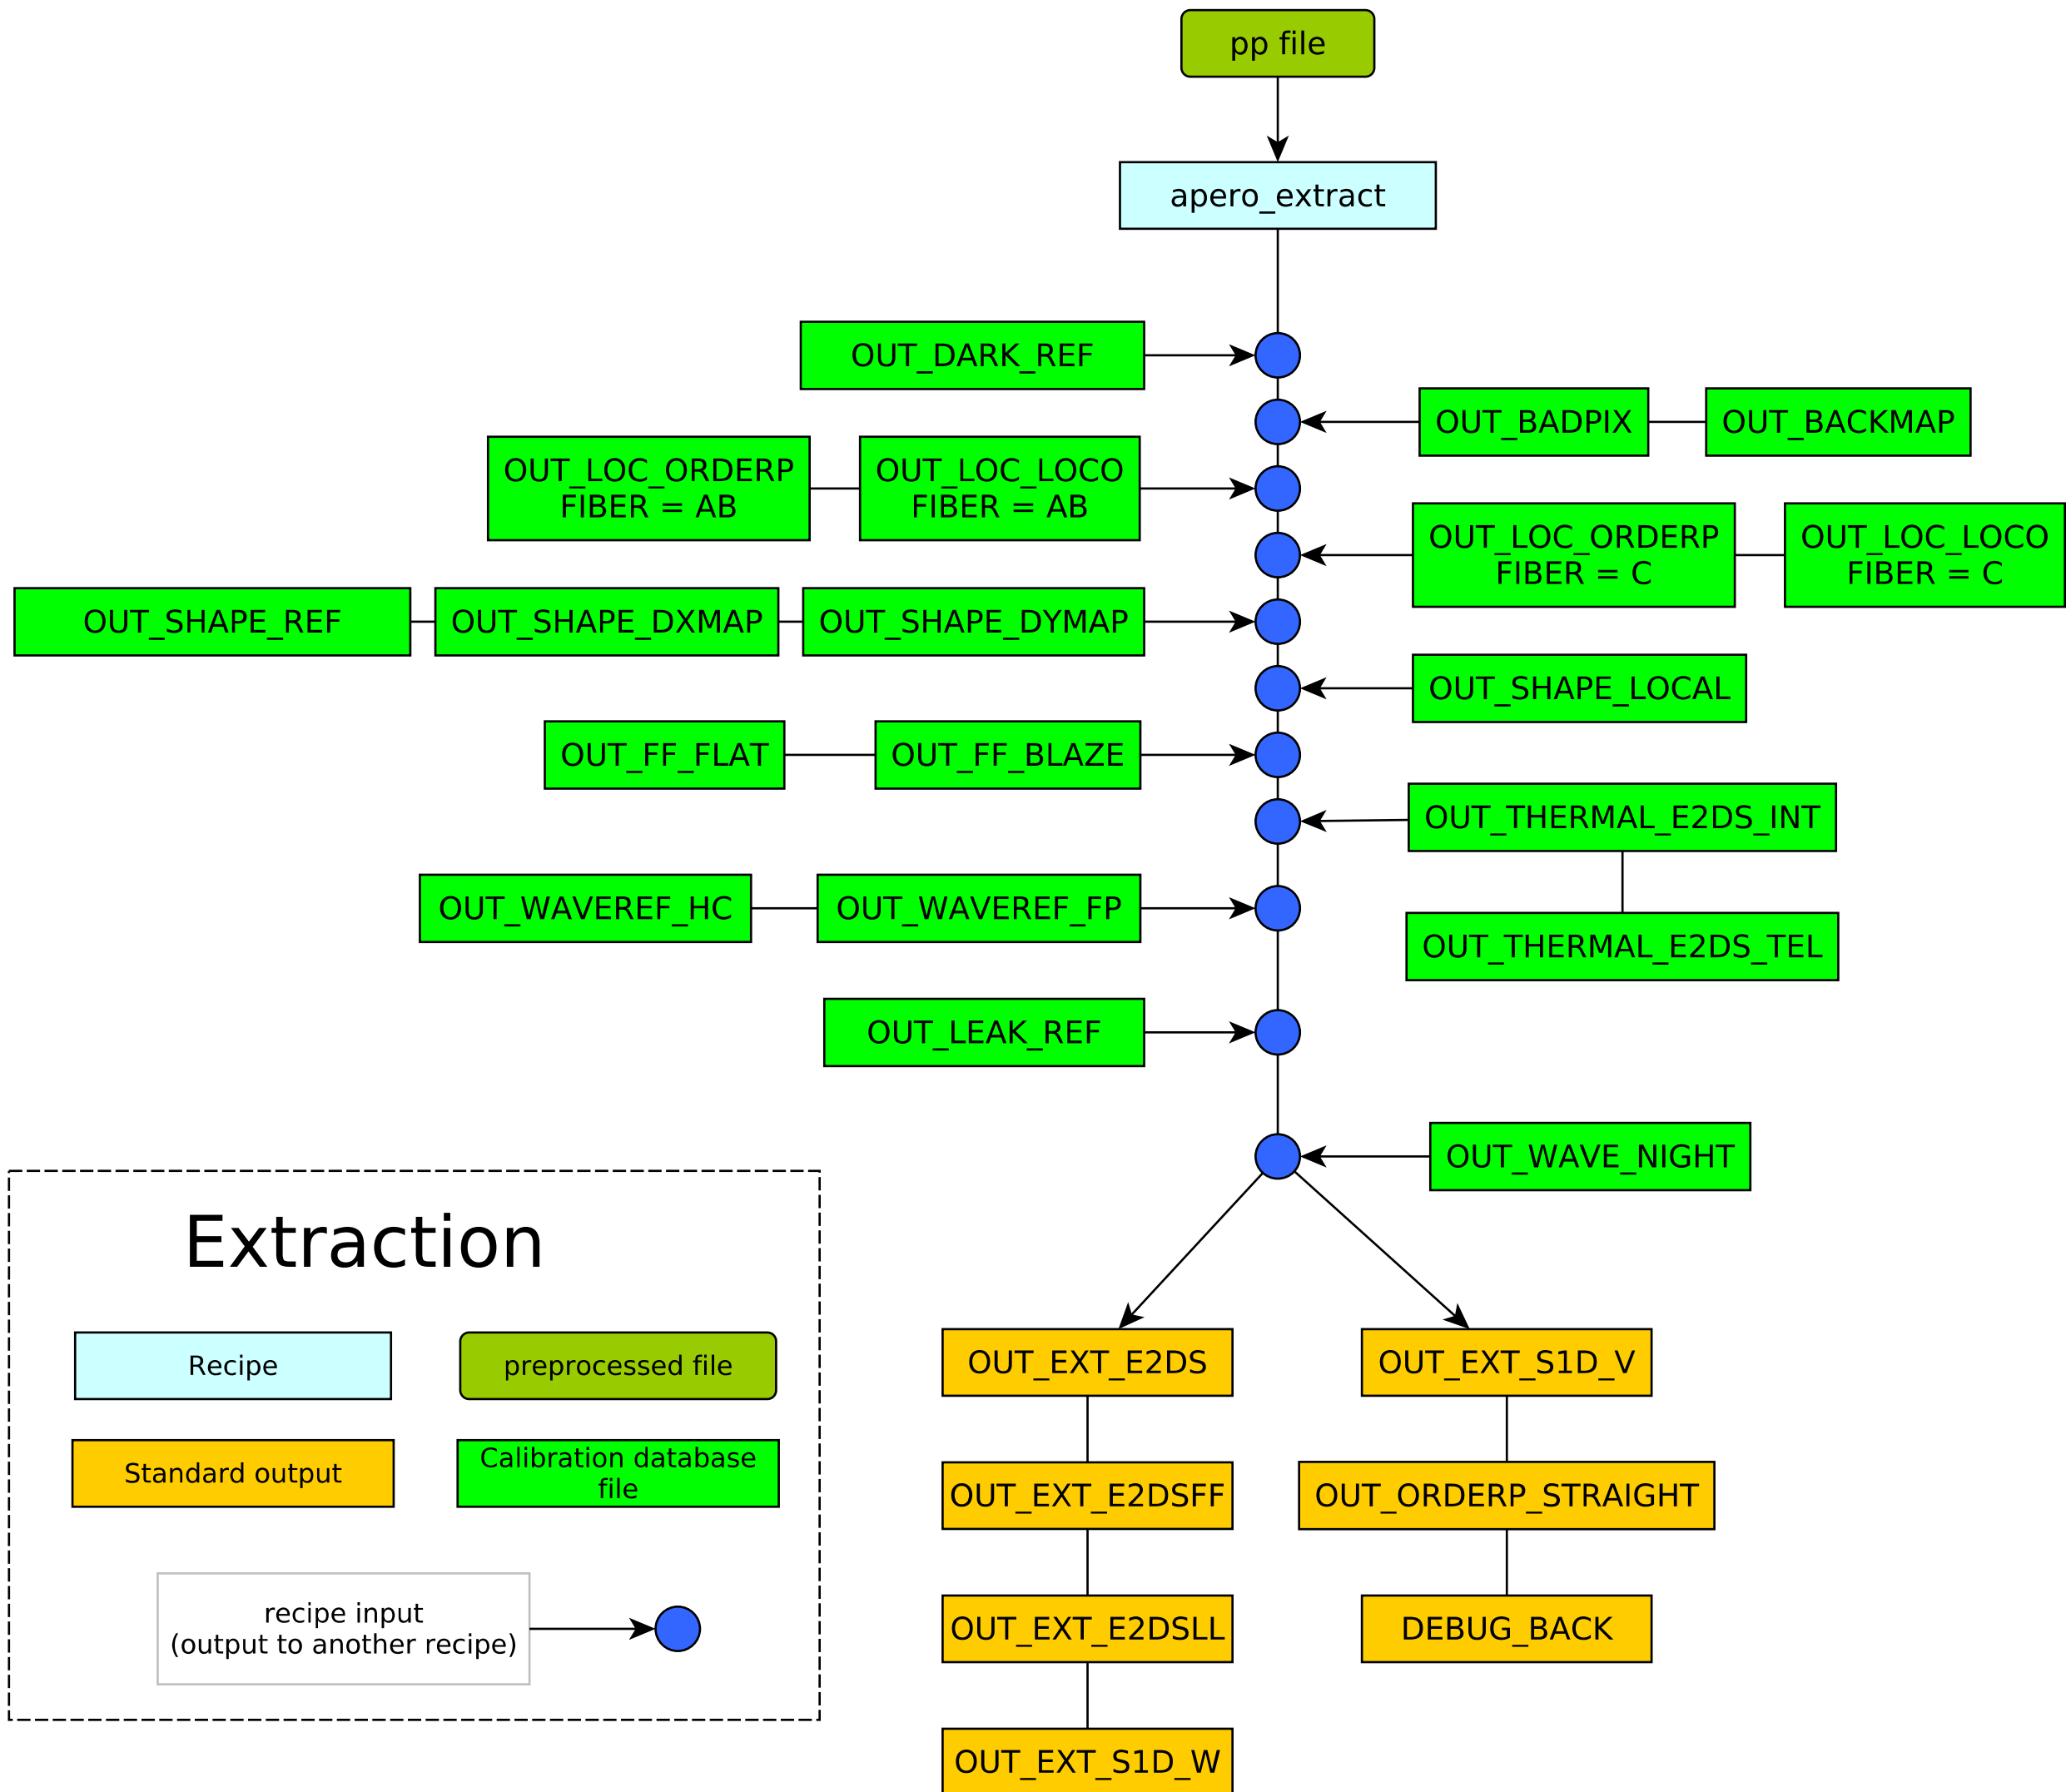 pp file
apero_extract
OUT_DARK_REF
OUT_BADPIX
OUT_BACKMAP
OUT_LOC_ORDERP
FIBER = AB
OUT_LOC_LOCO
FIBER = AB
OUT_LOC_ORDERP
FIBER = C
OUT_LOC_LOCO
FIBER = C
OUT_SHAPE_REF
OUT_SHAPE_DXMAP
OUT_SHAPE_DYMAP
OUT_SHAPE_LOCAL
OUT_FF_FLAT
OUT_FF_BLAZE
OUT_THERMAL_E2DS_INT
OUT_WAVEREF_HC
OUT_WAVEREF_FP
OUT_THERMAL_E2DS_TEL
OUT_LEAK_REF
OUT_WAVE_NIGHT
Extraction
Recipe
preprocessed file
Standard output
Calibration database
file
recipe input
(output to another recipe)
OUT_EXT_E2DS
OUT_EXT_S1D_V
OUT_EXT_E2DSFF
OUT_ORDERP_STRAIGHT
OUT_EXT_E2DSLL
DEBUG_BACK
OUT_EXT_S1D_W